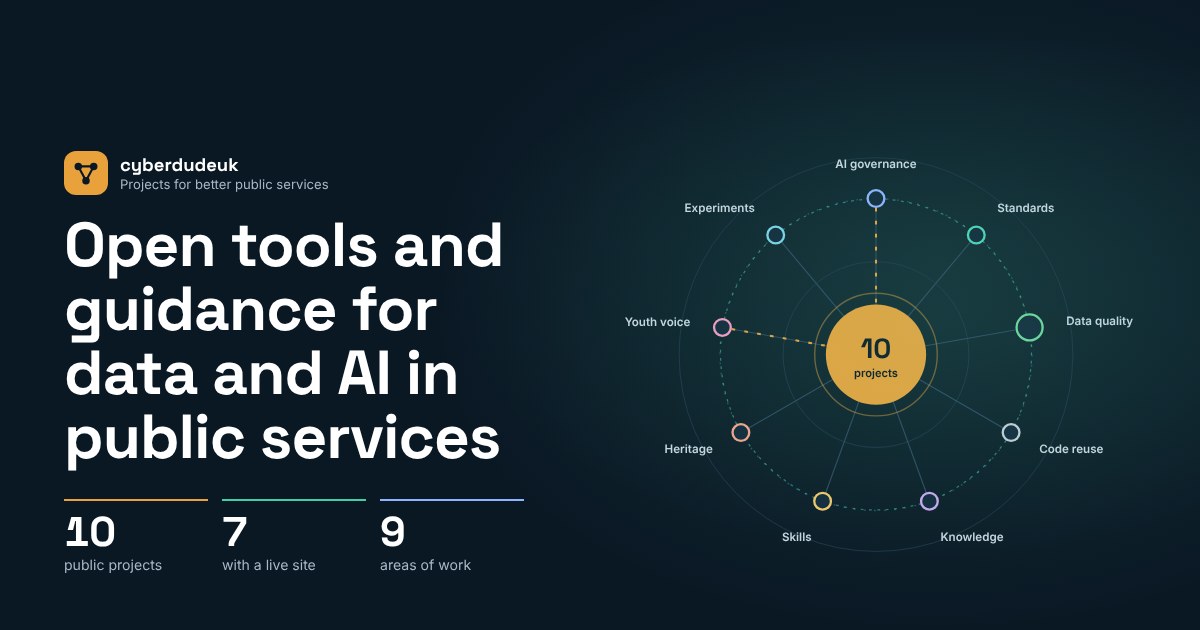 cyberdudeuk
Projects for better public services
Open tools and
guidance for
data and AI in
public services
10
public projects
7
with a live site
9
areas of work
AI governance
Experiments
Standards
Youth voice
Data quality
10
projects
Heritage
Code reuse
Skills
Knowledge